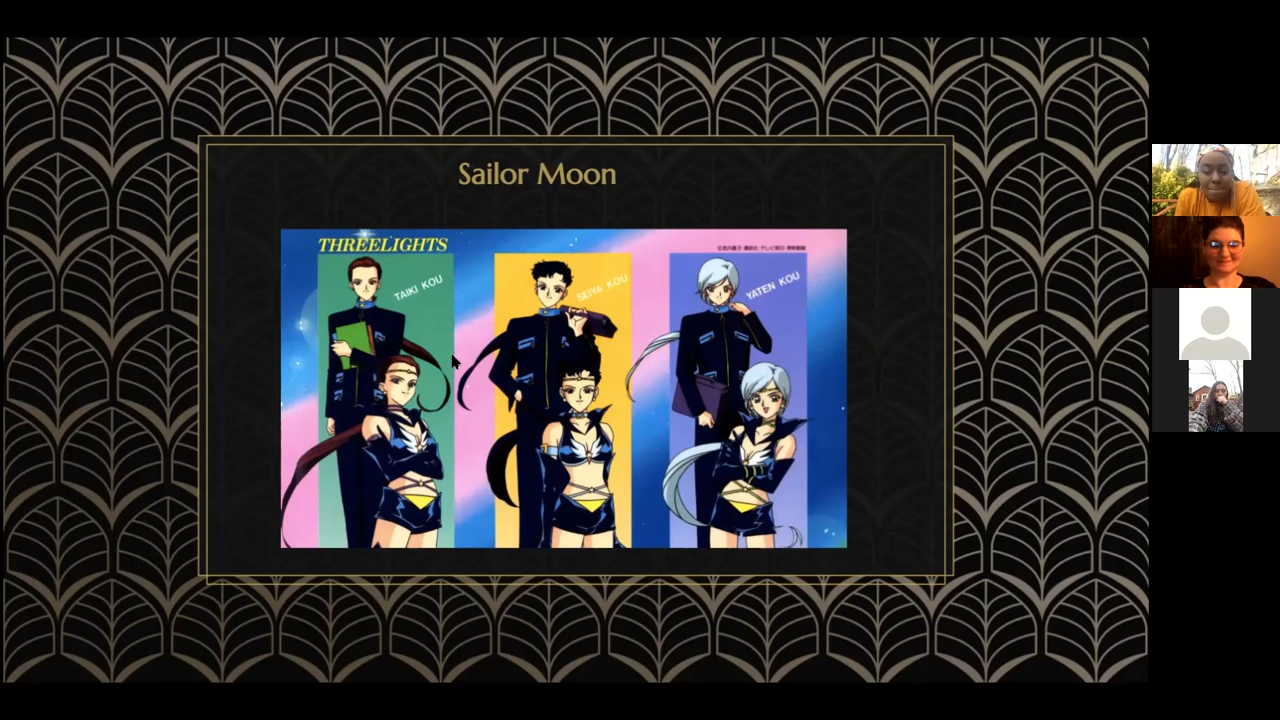 Sailor Moon
THREELIGHTS
TAIKI KOU
SEIYA KOU
YATEN KOU